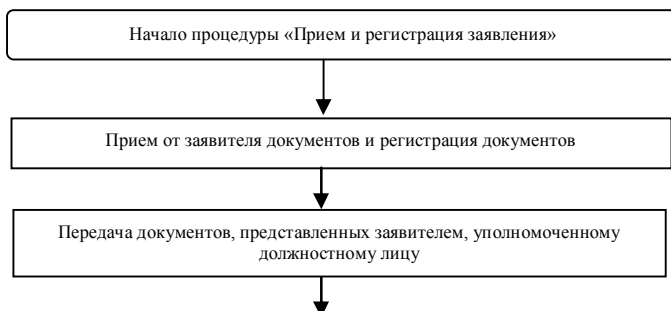 Начало процедуры «Прием и регистрация заявления»
Прием от заявителя документов и регистрация документов
Передача документов, представленных заявителем, уполномоченному
должностному лицу